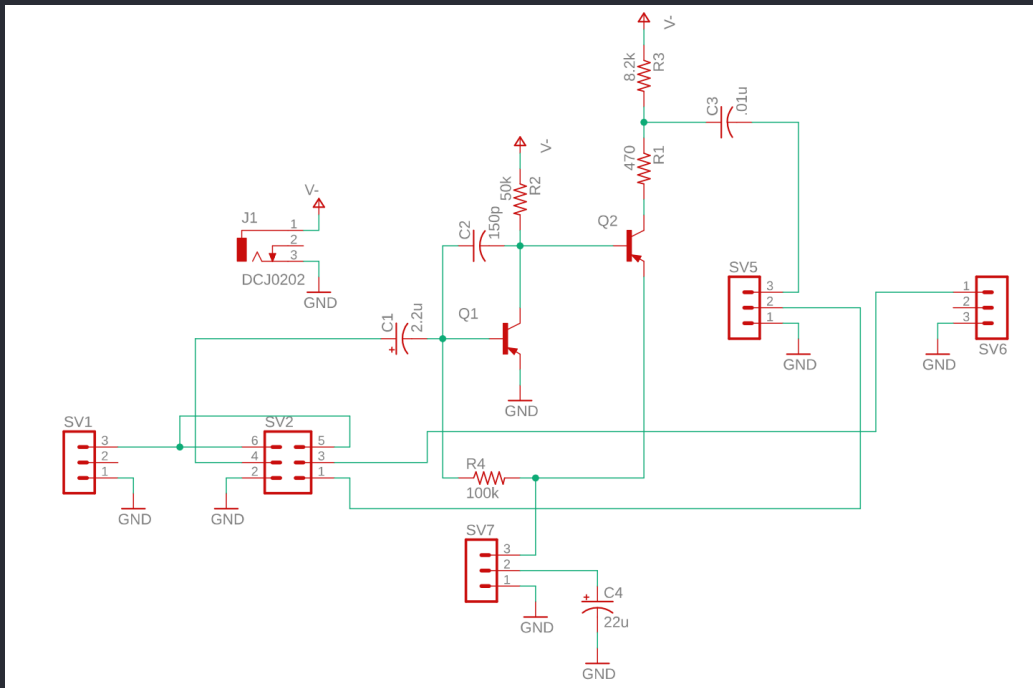 V-
8.2k
R3
C3
.01u
470
R1
V-
50k
R2
V-
J1
1
2
3
DCJ0202
GND
C2
150p
Q2
SV5
3
2
1
GND
1
2
3
SV6
GND
C1
2.2u
+
Q1
GND
SV1
3
2
1
GND
SV2
6
5
4
3
2
1
GND
R4
100k
SV7
3
2
1
GND
+
C4
22u
GND